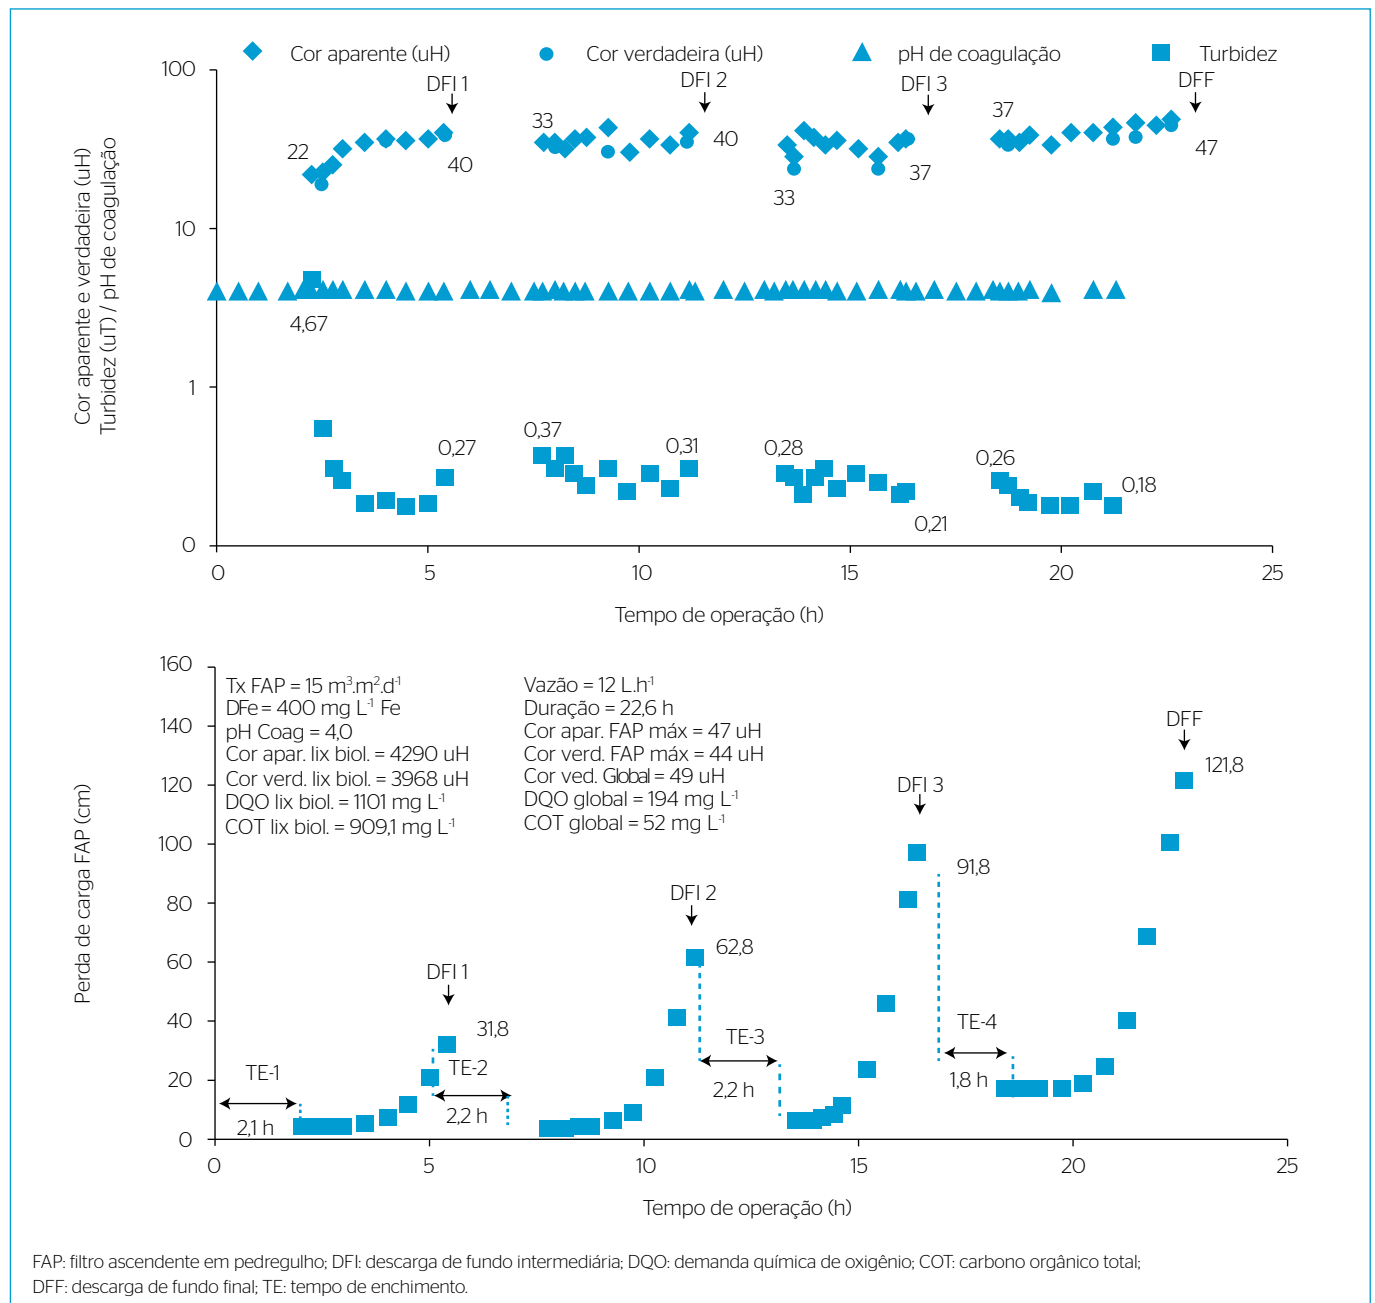 Cor aparente (uH) Cor verdadeira (uH) pH de coagulação Turbidez
100
10
1
0
Cor aparente e verdadeira (uH)
Turbidez (uT) / pH de coagulação
DFI 1 DFI 2 DFI 3 DFF
22 40 33 40 33 37 37 47
4,67
0,27 0,37 0,31 0,28 0,21 0,26 0,18
0 5 10 15 20 25
Tempo de operação (h)
160
140
120
100
80
60
40
20
0
Perda de carga FAP (cm)
Tx FAP = 15 m³.m².d⁻¹
DFe = 400 mg L⁻¹ Fe
pH Coag = 4,0
Cor apar. lix biol. = 4290 uH
Cor verd. lix biol. = 3968 uH
DQO lix biol. = 1101 mg L⁻¹
COT lix biol. = 909,1 mg L⁻¹
Vazão = 12 L.h⁻¹
Duração = 22,6 h
Cor apar. FAP máx = 47 uH
Cor verd. FAP máx = 44 uH
Cor ved. Global = 49 uH
DQO global = 194 mg L⁻¹
COT global = 52 mg L⁻¹
DFI 1
31,8
DFI 2
62,8
DFI 3
91,8
DFF
121,8
TE-1
2,1 h
TE-2
2,2 h
TE-3
2,2 h
TE-4
1,8 h
0 5 10 15 20 25
Tempo de operação (h)
FAP: filtro ascendente em pedregulho; DFI: descarga de fundo intermediária; DQO: demanda química de oxigênio; COT: carbono orgânico total;
DFF: descarga de fundo final; TE: tempo de enchimento.